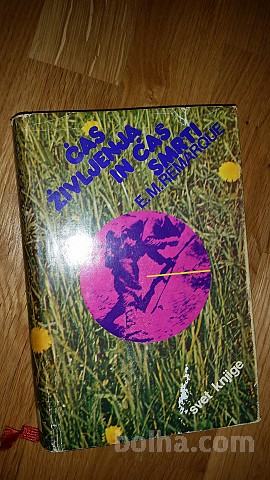 ČAS
ŽIVLJENJA
IN ČAS
SMRTI
E.M.REMARQUE
svet knjige
bolha.com